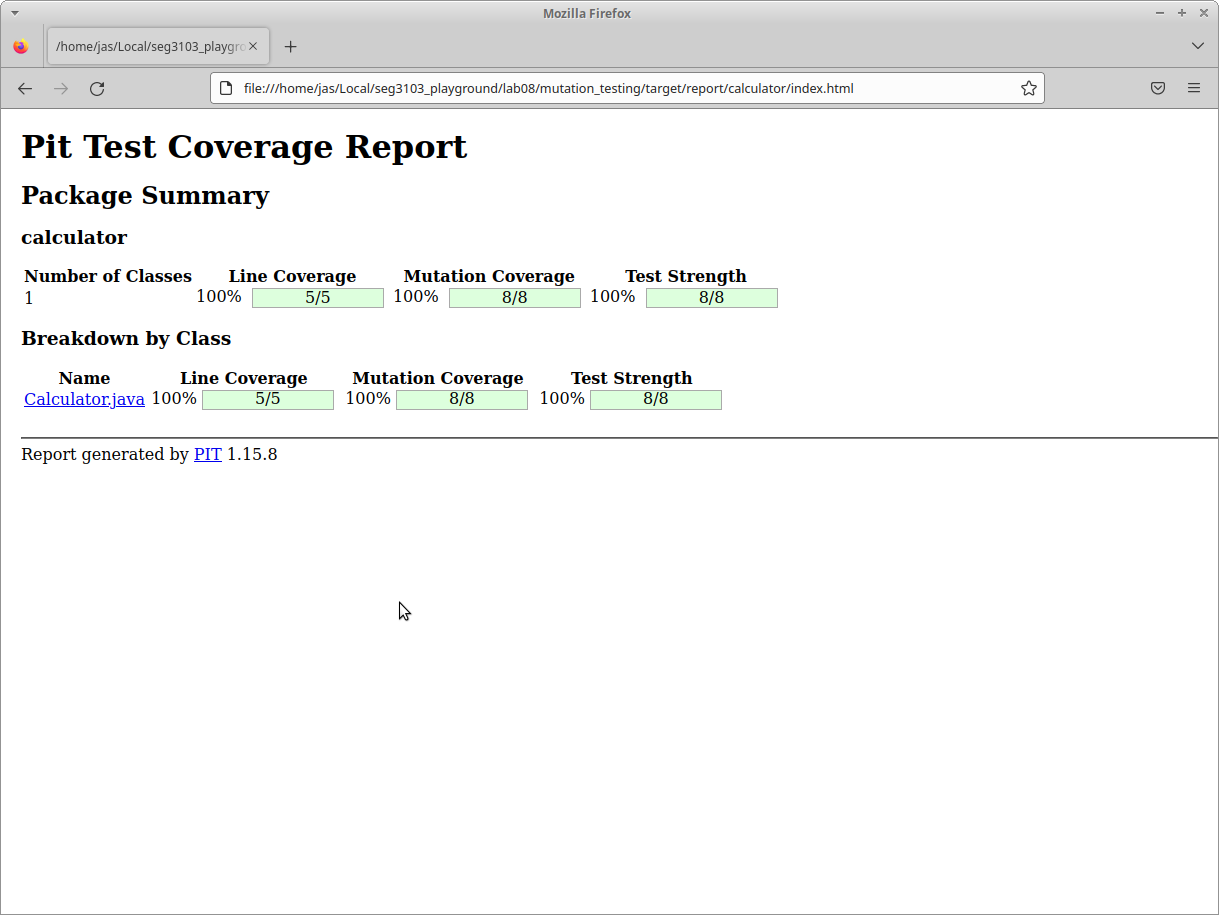 Mozilla Firefox
/home/jas/Local/seg3103_playgro
file:///home/jas/Local/seg3103_playground/lab08/mutation_testing/target/report/calculator/index.html
Pit Test Coverage Report
Package Summary
calculator
Number of Classes Line Coverage Mutation Coverage Test Strength
1 100% 5/5 100% 8/8 100% 8/8
Breakdown by Class
Name Line Coverage Mutation Coverage Test Strength
Calculator.java 100% 5/5 100% 8/8 100% 8/8
Report generated by PIT 1.15.8